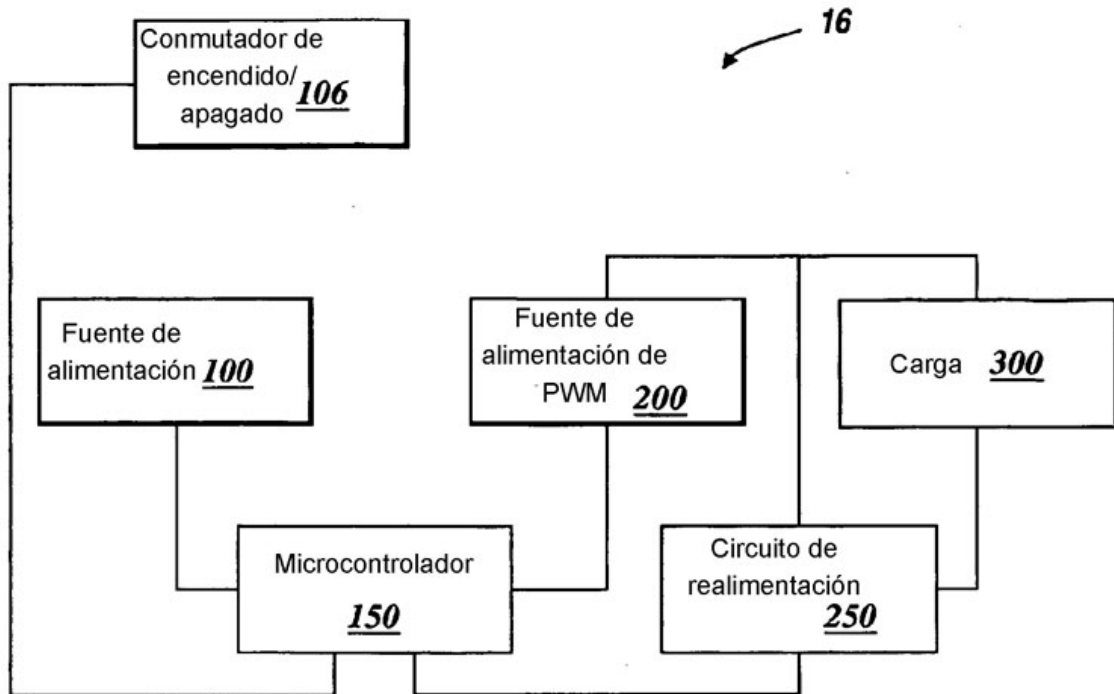 16
Conmutador de
encendido/
apagado 106
Fuente de
alimentación 100
Fuente de
alimentación de
PWM 200
Carga 300
Microcontrolador
150
Circuito de
realimentación
250